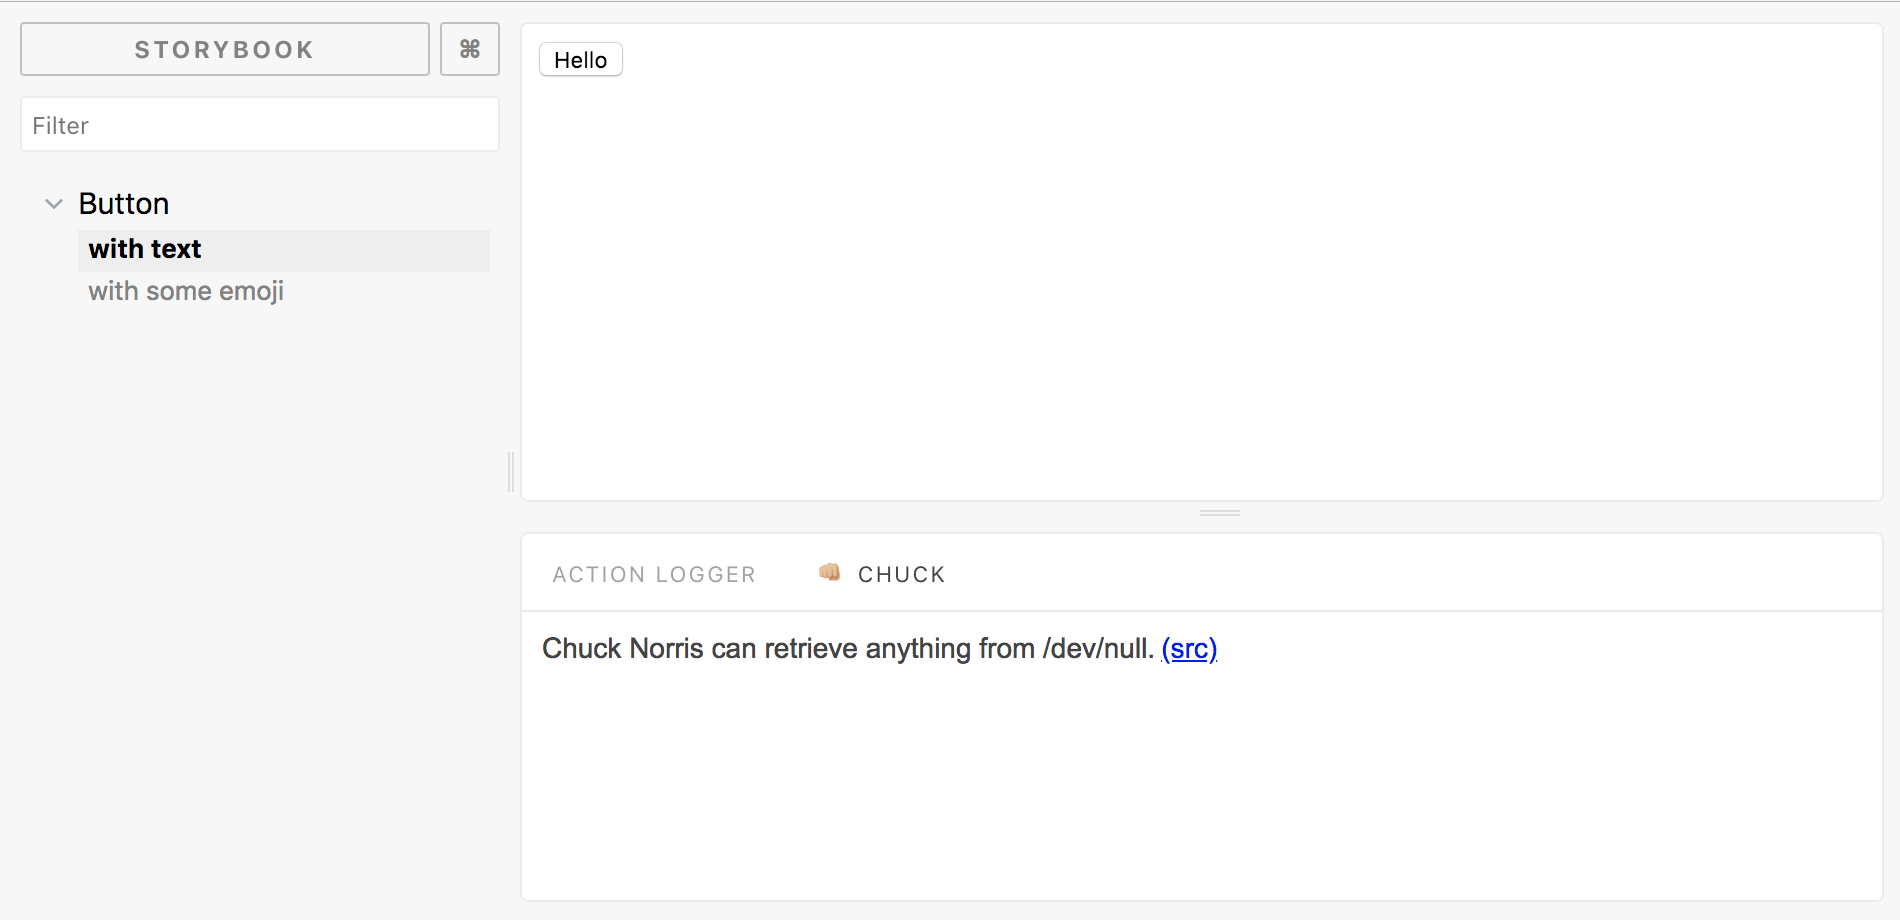 STORYBOOK ⌘
Filter
Button
with text
with some emoji
Hello
ACTION LOGGER 👊🏼 CHUCK
Chuck Norris can retrieve anything from /dev/null. (src)